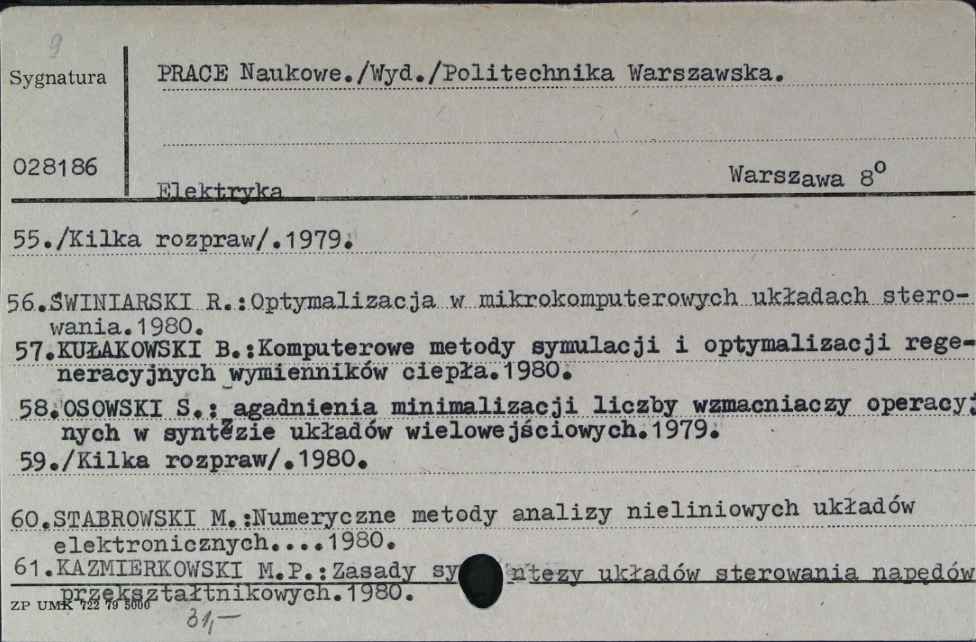 9
Sygnatura
PRACE Naukowe./Wyd./Politechnika Warszawska.
028186
Elektryka
Warszawa 8⁰
55./Kilka rozpraw/.1979.
56.ŚWINIARSKI R.:Optymalizacja w mikrokomputerowych układach stero-
wania.1980.
57.KUŁAKOWSKI B.:Komputerowe metody symulacji i optymalizacji rege-
neracyjnych wymienników ciepła.1980.
58.OSOWSKI S.: agadnienia minimalizacji liczby wzmacniaczy operacyj
nych w syntezie układów wielowejściowych.1979.
59./Kilka rozpraw/.1980.
60.STABROWSKI M.:Numeryczne metody analizy nieliniowych układów
elektronicznych....1980.
61.KAZMIERKOWSKI M.P.:Zasady sy ntezy układów sterowania napędów
przekształtnikowych.1980.
ZP UMK 722 79 5000
31,-